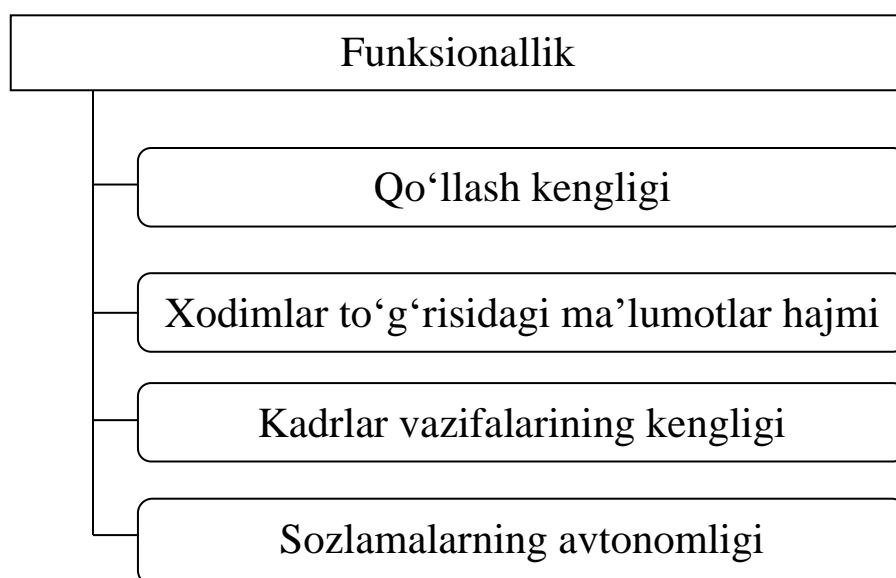 Funksionallik
Qo‘llash kengligi
Xodimlar to‘g‘risidagi ma’lumotlar hajmi
Kadrlar vazifalarining kengligi
Sozlamalarning avtonomligi